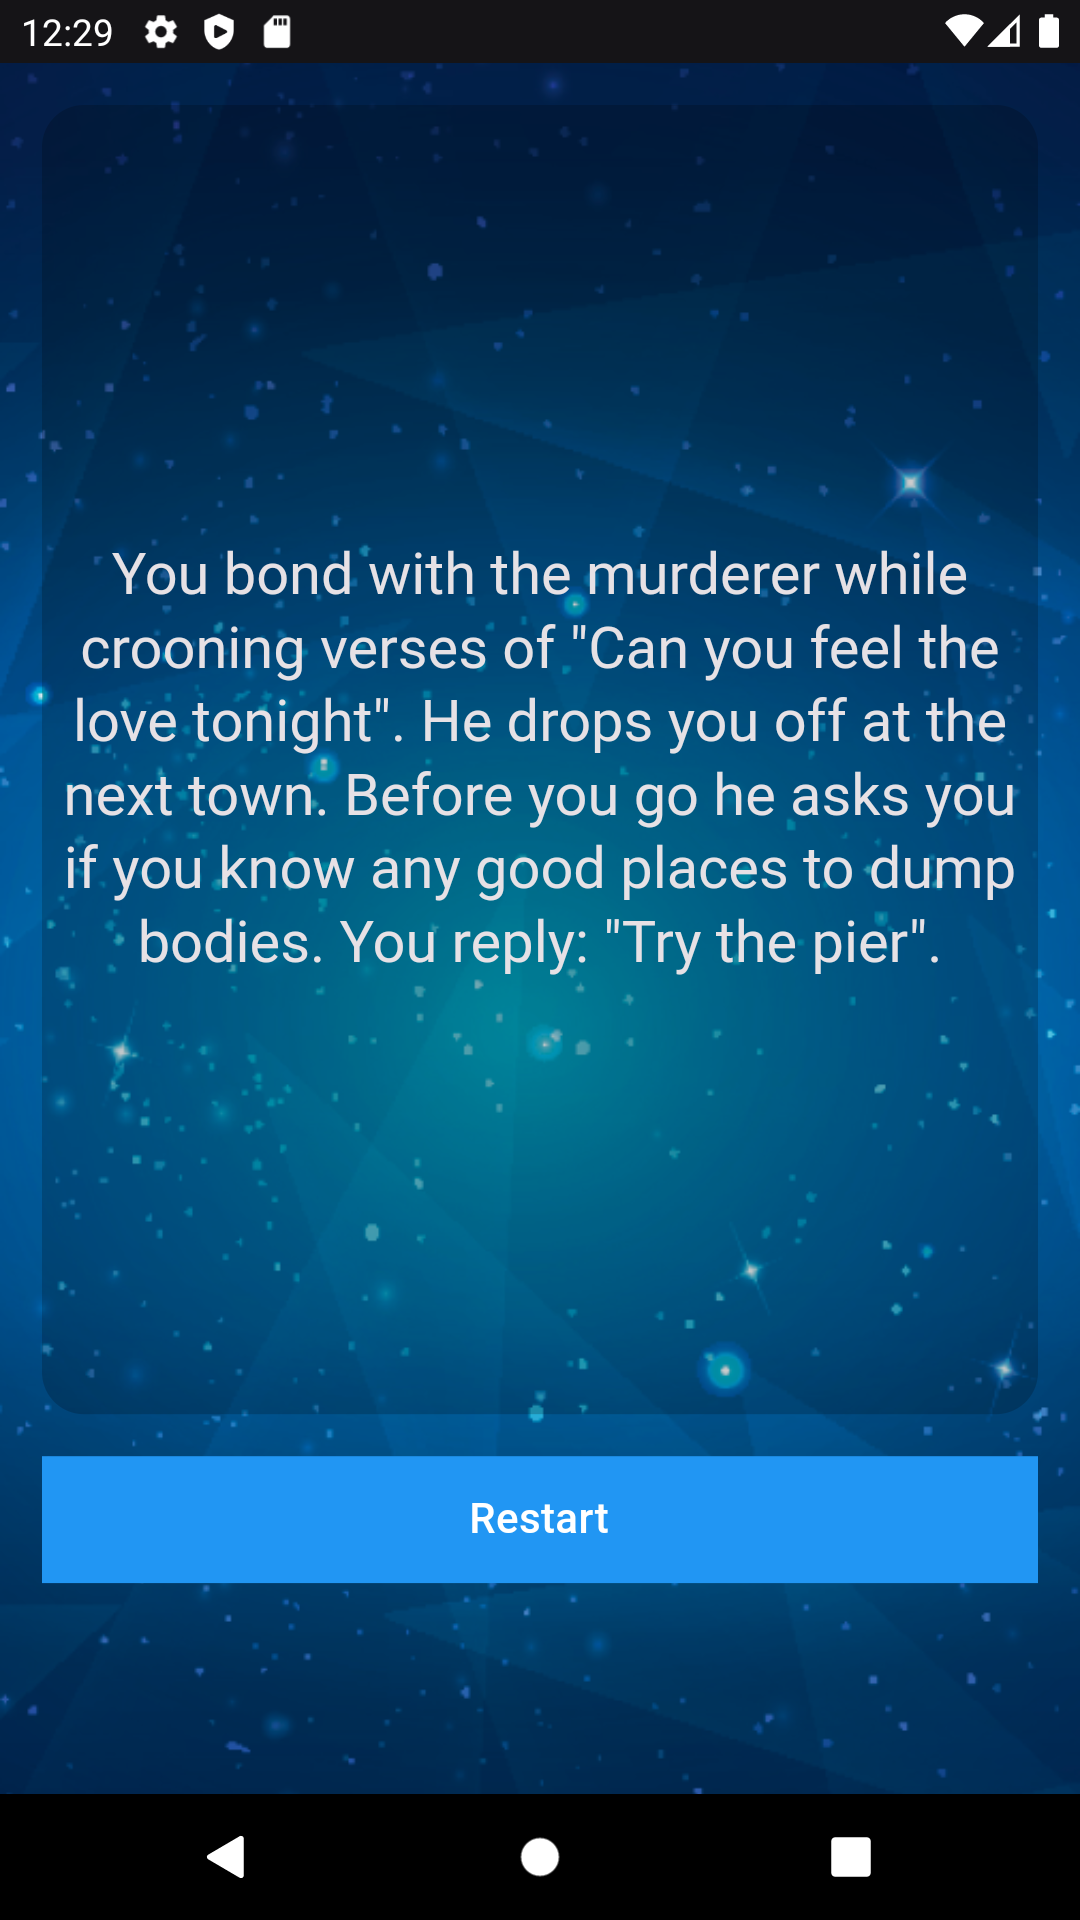 12:29
You bond with the murderer while
crooning verses of "Can you feel the
love tonight". He drops you off at the
next town. Before you go he asks you
if you know any good places to dump
bodies. You reply: "Try the pier".
Restart